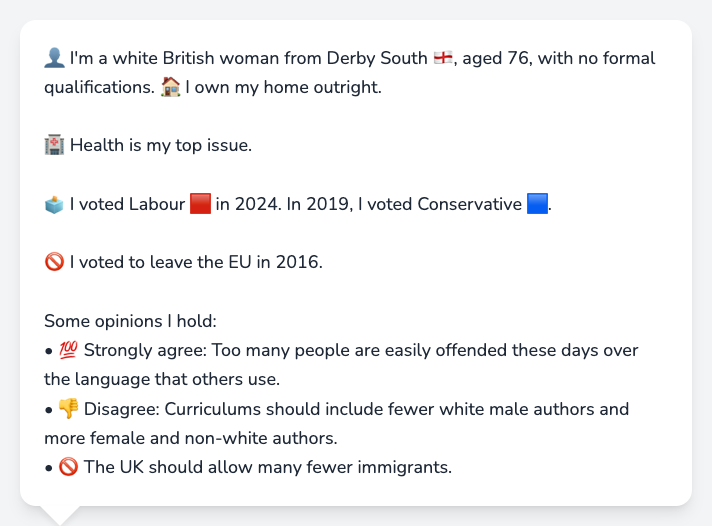 👤 I'm a white British woman from Derby South 🏴󠁧󠁢󠁥󠁮󠁧󠁿, aged 76, with no formal
qualifications. 🏠 I own my home outright.
🏥 Health is my top issue.
🗳️ I voted Labour 🟥 in 2024. In 2019, I voted Conservative 🟦.
🚫 I voted to leave the EU in 2016.
Some opinions I hold:
• 💯 Strongly agree: Too many people are easily offended these days over
the language that others use.
• 👎 Disagree: Curriculums should include fewer white male authors and
more female and non-white authors.
• 🚫 The UK should allow many fewer immigrants.